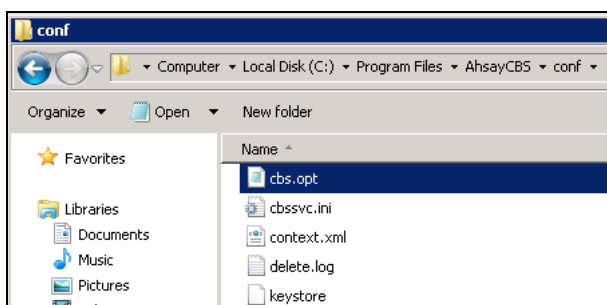 conf
Computer Local Disk (C:) Program Files AhsayCBS conf
Organize Open New folder
Name
Favorites
cbs.opt
Libraries
cbssvc.ini
Documents
context.xml
Music
delete.log
Pictures
keystore